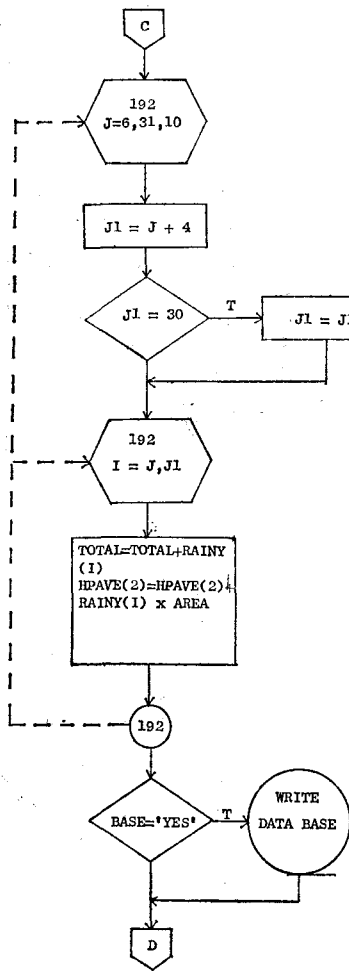 C
192
J=6,31,10
J1 = J + 4
J1 = 30
T
J1 = J
192
I = J,J1
TOTAL=TOTAL+RAINY
(I)
HPAVE(2)=HPAVE(2)+
RAINY(I) x AREA
192
BASE='YES'
T
WRITE
DATA BASE
D